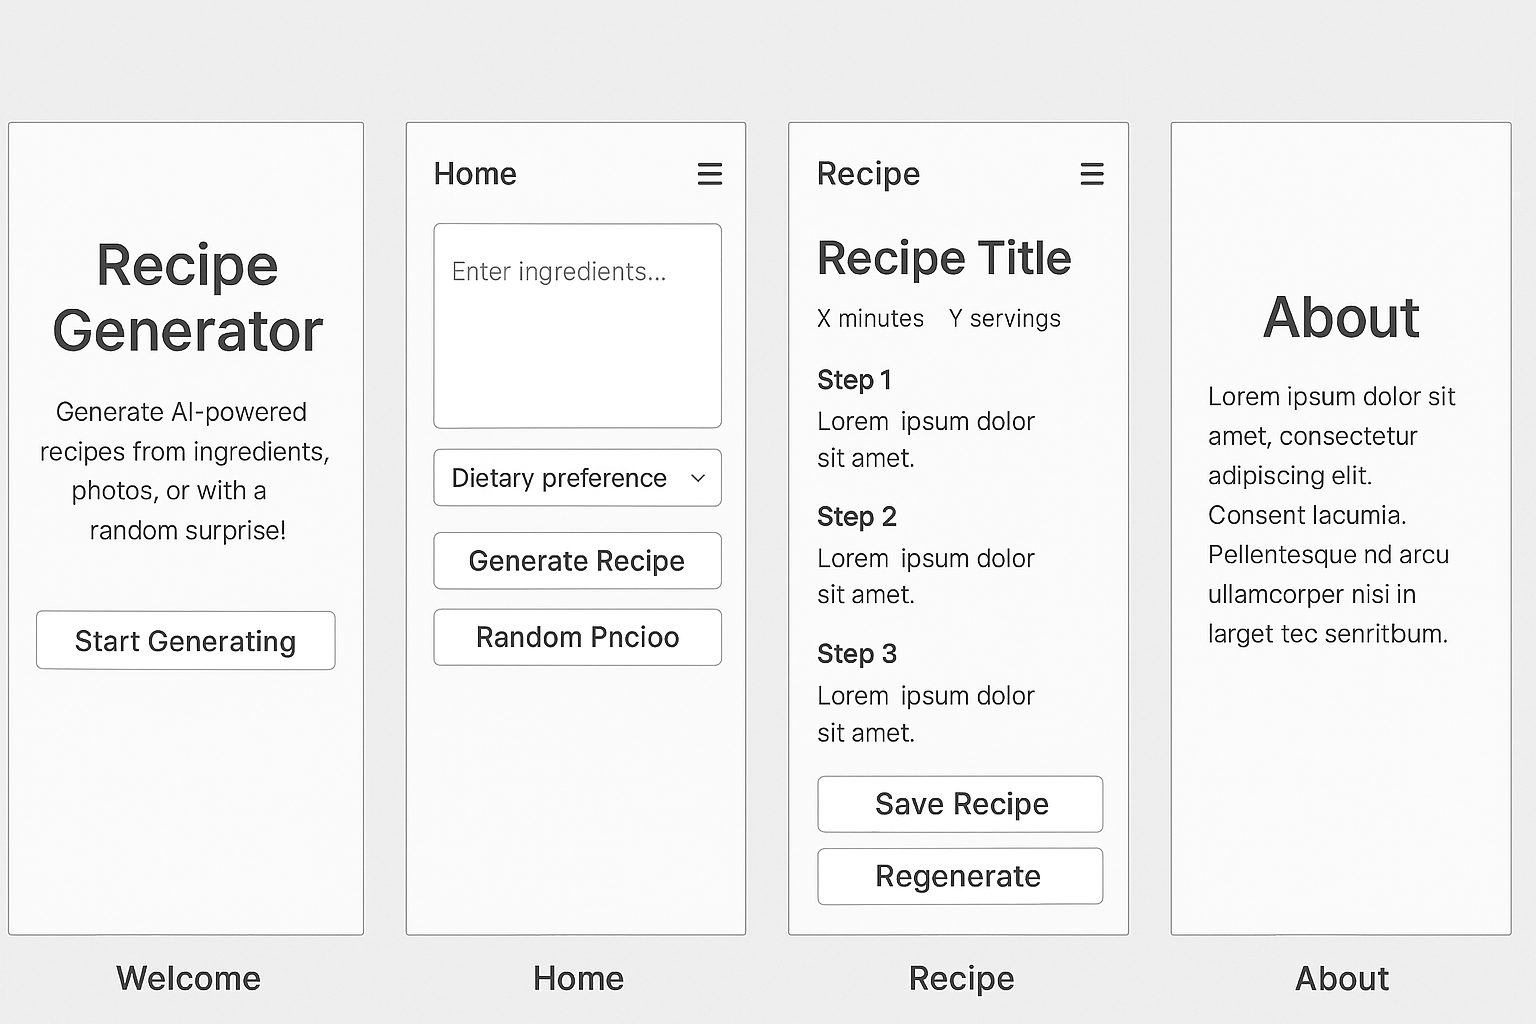 Recipe
Generator
Generate AI-powered
recipes from ingredients,
photos, or with a
random surprise!
Start Generating
Welcome
Home
Enter ingredients...
Dietary preference
Generate Recipe
Random Pncioo
Home
Recipe
Recipe Title
X minutes Y servings
Step 1
Lorem ipsum dolor
sit amet.
Step 2
Lorem ipsum dolor
sit amet.
Step 3
Lorem ipsum dolor
sit amet.
Save Recipe
Regenerate
Recipe
About
Lorem ipsum dolor sit
amet, consectetur
adipiscing elit.
Consent lacumia.
Pellentesque nd arcu
ullamcorper nisi in
larget tec senritbum.
About